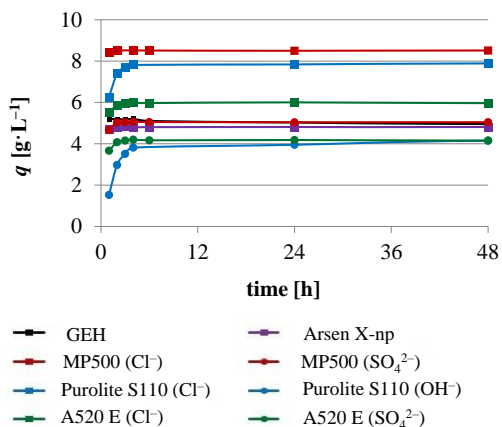 q [g·L⁻¹]
10
8
6
4
2
0
0 12 24 36 48
time [h]
GEH Arsen X-np
MP500 (Cl⁻) MP500 (SO₄²⁻)
Purolite S110 (Cl⁻) Purolite S110 (OH⁻)
A520 E (Cl⁻) A520 E (SO₄²⁻)